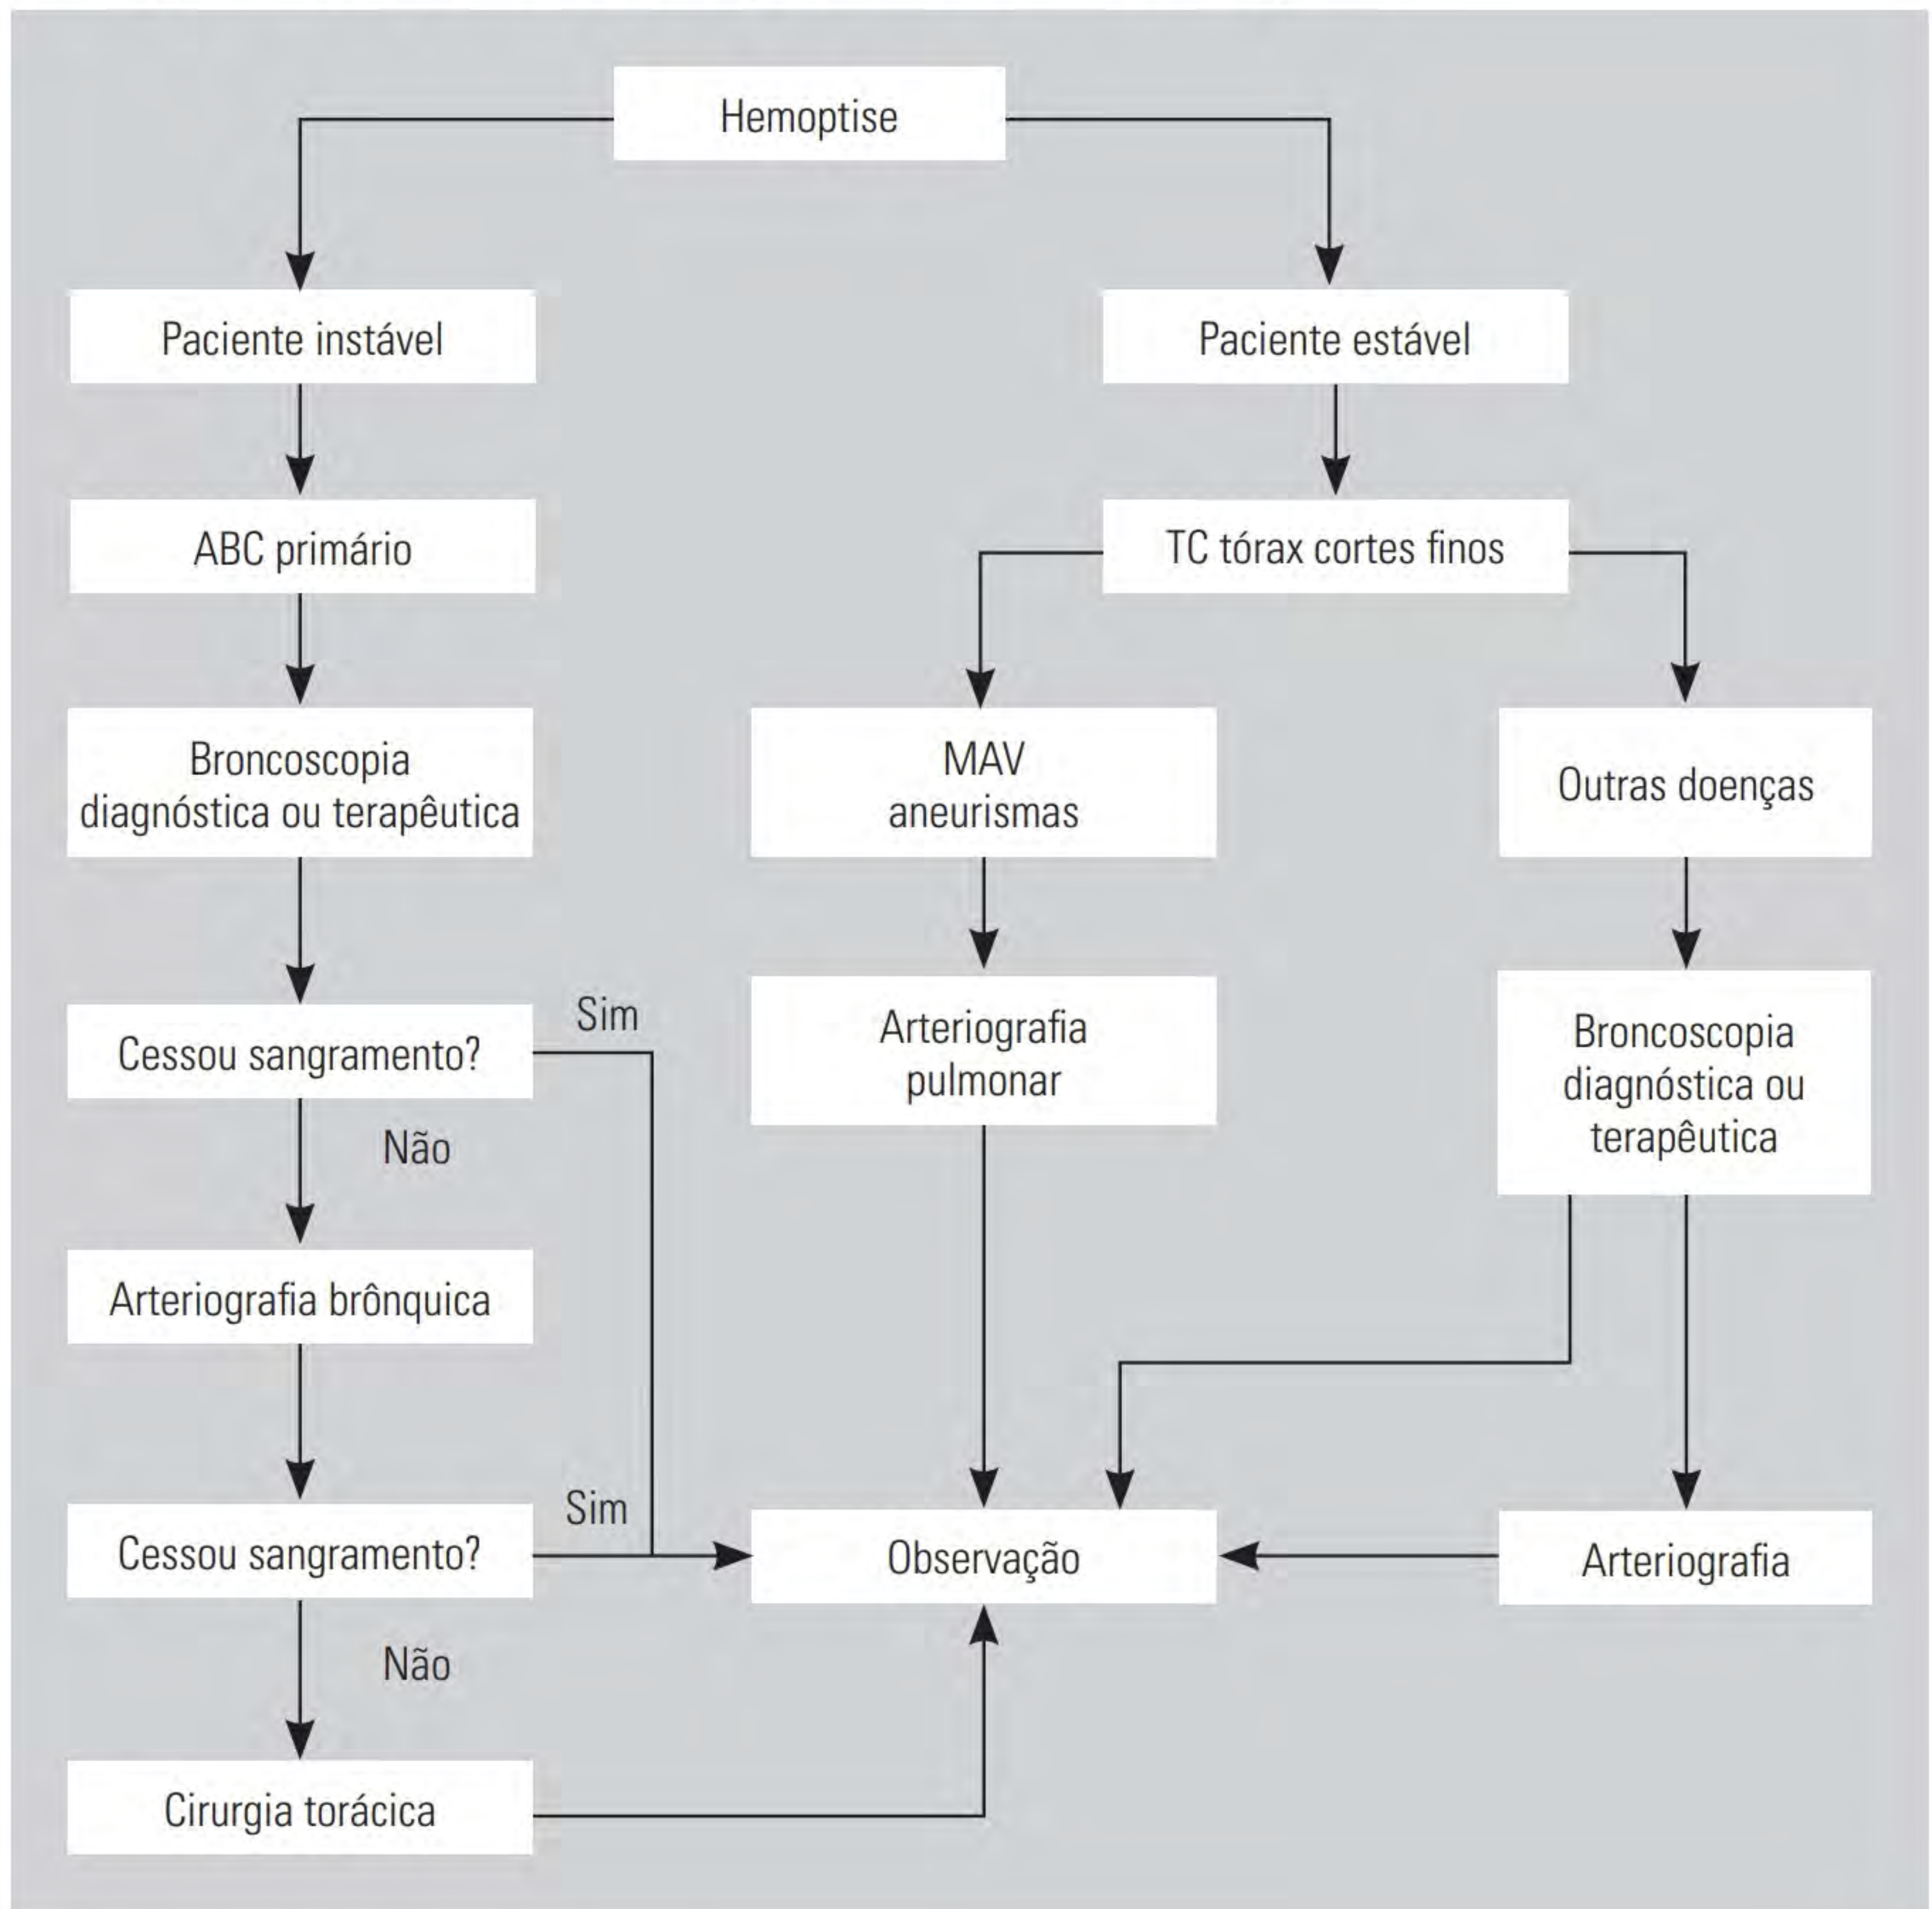 Hemoptise
Paciente instável
Paciente estável
ABC primário
TC tórax cortes finos
Broncoscopia
diagnóstica ou terapêutica
MAV
aneurismas
Outras doenças
Cessou sangramento?
Sim
Não
Arteriografia
pulmonar
Broncoscopia
diagnóstica ou
terapêutica
Arteriografia brônquica
Cessou sangramento?
Sim
Não
Observação
Arteriografia
Cirurgia torácica